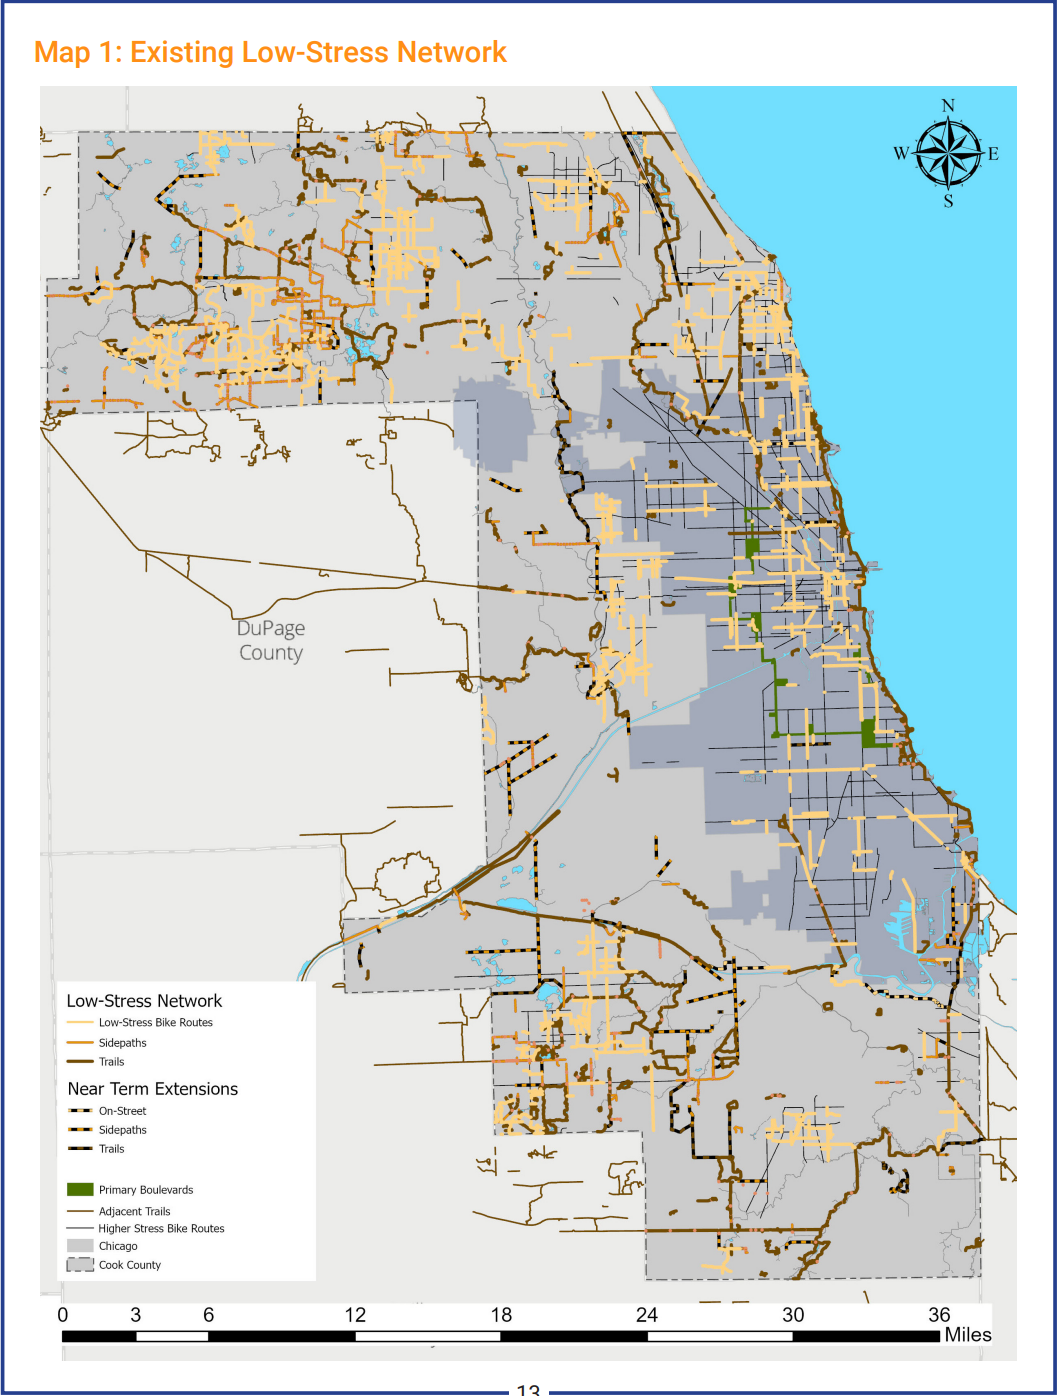 Map 1: Existing Low-Stress Network
N
W
E
S
DuPage
County
Low-Stress Network
Low-Stress Bike Routes
Sidepaths
Trails
Near Term Extensions
On-Street
Sidepaths
Trails
Primary Boulevards
Adjacent Trails
Higher Stress Bike Routes
Chicago
Cook County
0 3 6 12 18 24 30 36
Miles
13